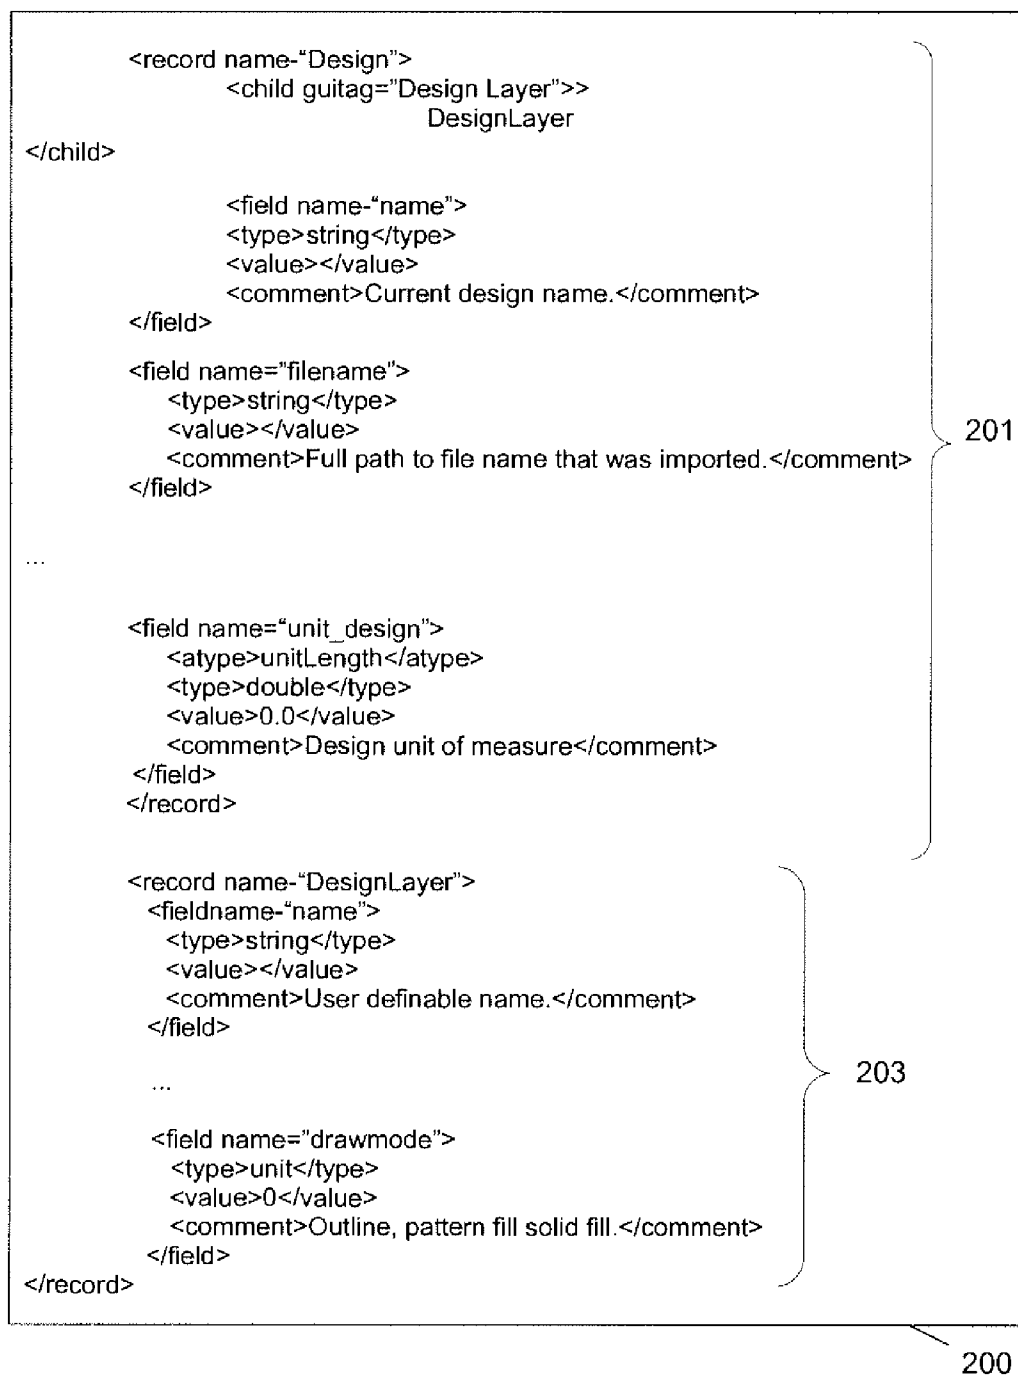 <record name-“Design”>
<child guitag=”Design Layer”>>
DesignLayer
</child>
<field name-“name”>
<type>string</type>
<value></value>
<comment>Current design name.</comment>
</field>
<field name=”filename”>
<type>string</type>
<value></value>
<comment>Full path to file name that was imported.</comment>
</field>
201
...
<field name=“unit_design”>
<atype>unitLength</atype>
<type>double</type>
<value>0.0</value>
<comment>Design unit of measure</comment>
</field>
</record>
<record name-“DesignLayer”>
<fieldname-“name”>
<type>string</type>
<value></value>
<comment>User definable name.</comment>
</field>
203
...
<field name=”drawmode”>
<type>unit</type>
<value>0</value>
<comment>Outline, pattern fill solid fill.</comment>
</field>
</record>
200